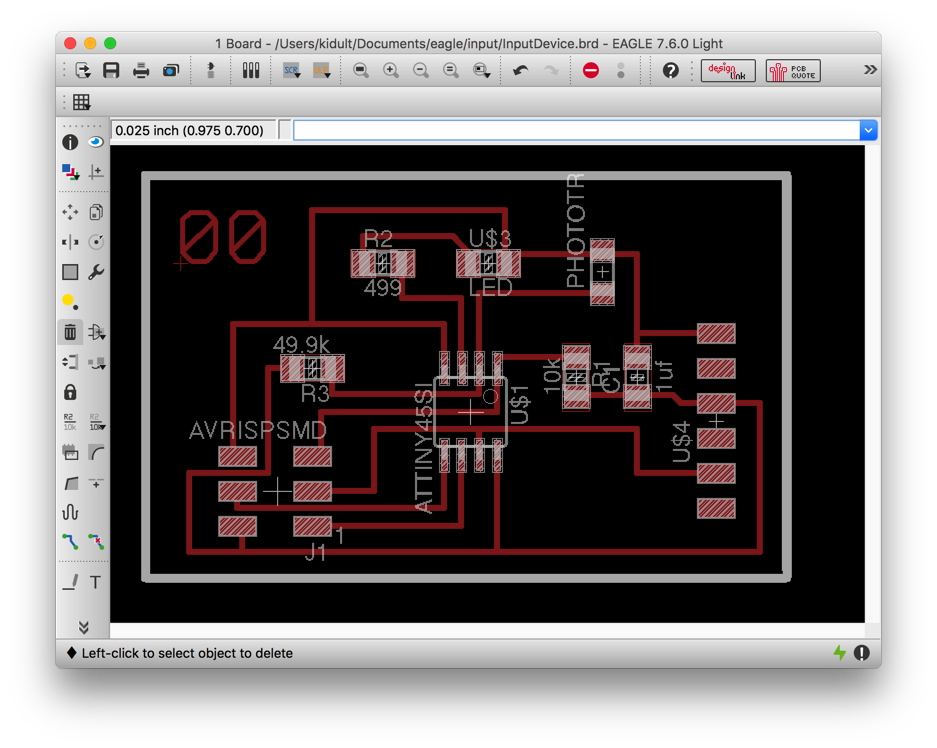 1 Board - /Users/kidult/Documents/eagle/input/InputDevice.brd - EAGLE 7.6.0 Light
SCR
design link
PCB QUOTE
0.025 inch (0.975 0.700)
00
R2
499
U$3
LED
PHOTOTR
49.9k
R3
10k
R1
C1
1uf
ATTINY45SI
U$1
U$4
AVRISPSMD
1
J1
R2
10k
R2
10k
T
Left-click to select object to delete